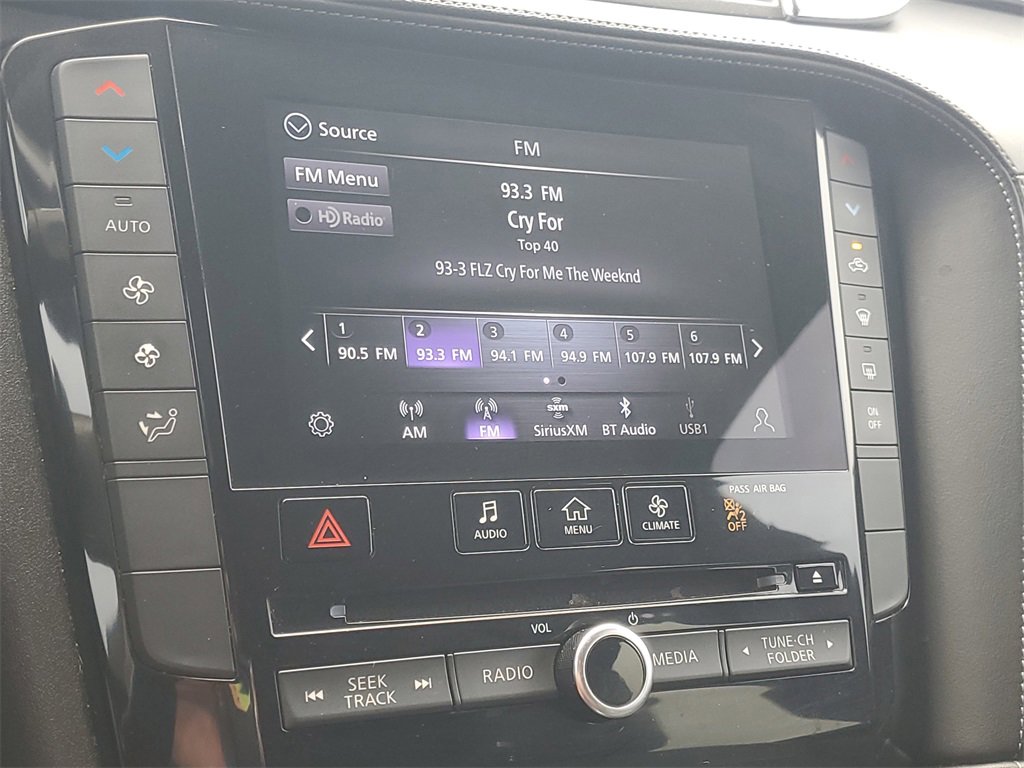 Source
FM
FM Menu
HD Radio
93.3 FM
Cry For
Top 40
93-3 FLZ Cry For Me The Weeknd
1 2 3 4 5 6
90.5 FM 93.3 FM 94.1 FM 94.9 FM 107.9 FM 107.9 FM
AM
A
FM
sxm
SiriusXM
BT Audio
USB1
AUTO
ON
OFF
AUDIO
MENU
CLIMATE
PASS AIR BAG
2
OFF
VOL
SEEK
TRACK
RADIO
MEDIA
TUNE·CH
FOLDER